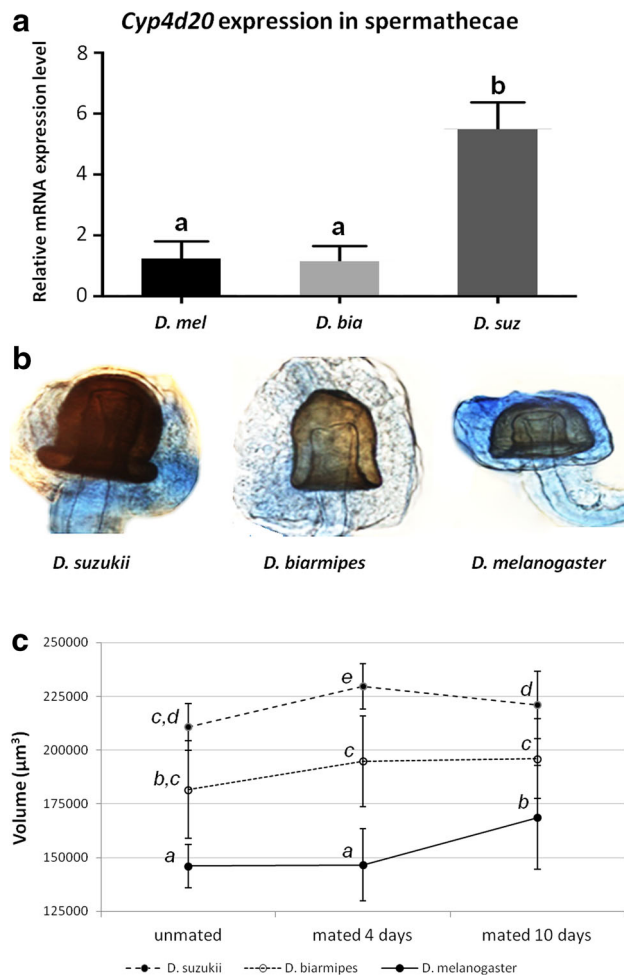 a
Cyp4d20 expression in spermathecae
Relative mRNA expression level
8
6
4
2
0
a
a
b
D. mel
D. bia
D. suz
b
D. suzukii
D. biarmipes
D. melanogaster
c
Volume (µm³)
250000
225000
200000
175000
150000
125000
c,d
e
d
b,c
c
c
a
a
b
unmated
mated 4 days
mated 10 days
D. suzukii
D. biarmipes
D. melanogaster